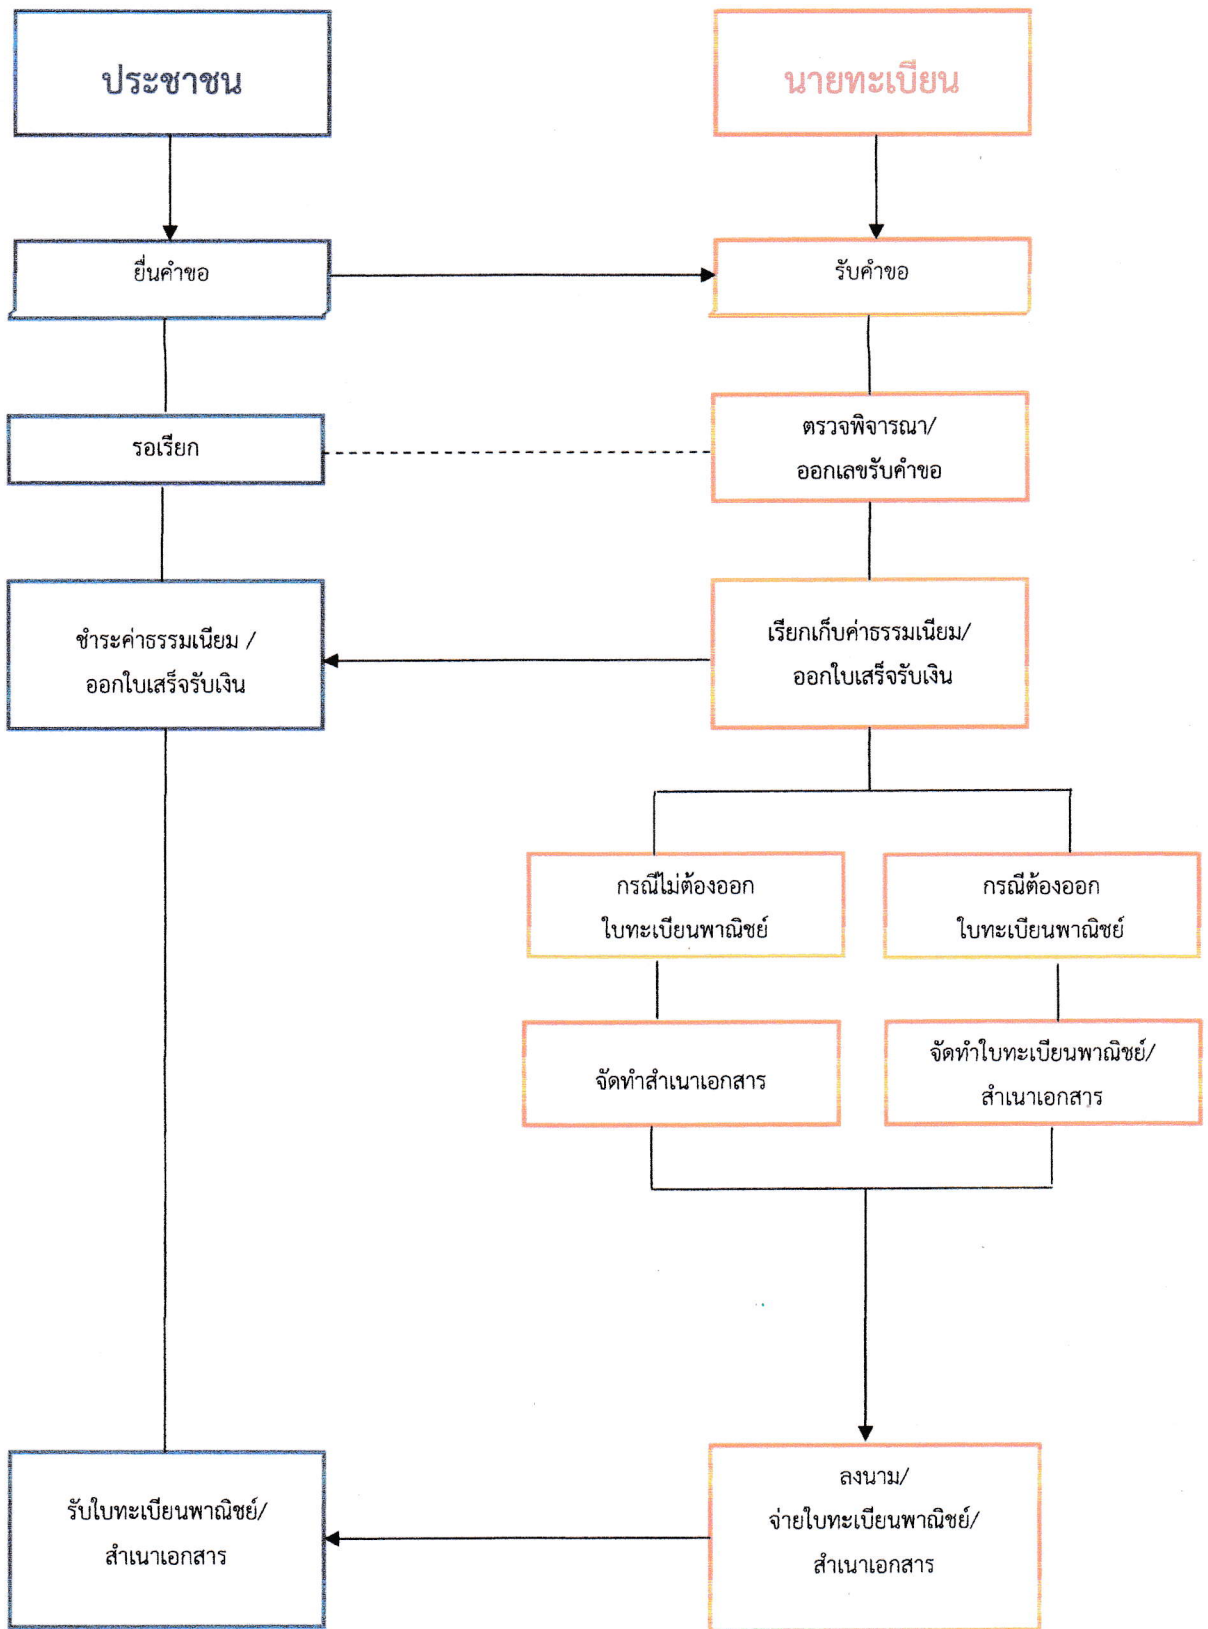 ประชาชน
นายทะเบียน
ยื่นคำขอ
รับคำขอ
รอเรียก
ตรวจพิจารณา/
ออกเลขรับคำขอ
ชำระค่าธรรมเนียม /
ออกใบเสร็จรับเงิน
เรียกเก็บค่าธรรมเนียม/
ออกใบเสร็จรับเงิน
กรณีไม่ต้องออก
ใบทะเบียนพาณิชย์
กรณีต้องออก
ใบทะเบียนพาณิชย์
จัดทำสำเนาเอกสาร
จัดทำใบทะเบียนพาณิชย์/
สำเนาเอกสาร
รับใบทะเบียนพาณิชย์/
สำเนาเอกสาร
ลงนาม/
จ่ายใบทะเบียนพาณิชย์/
สำเนาเอกสาร